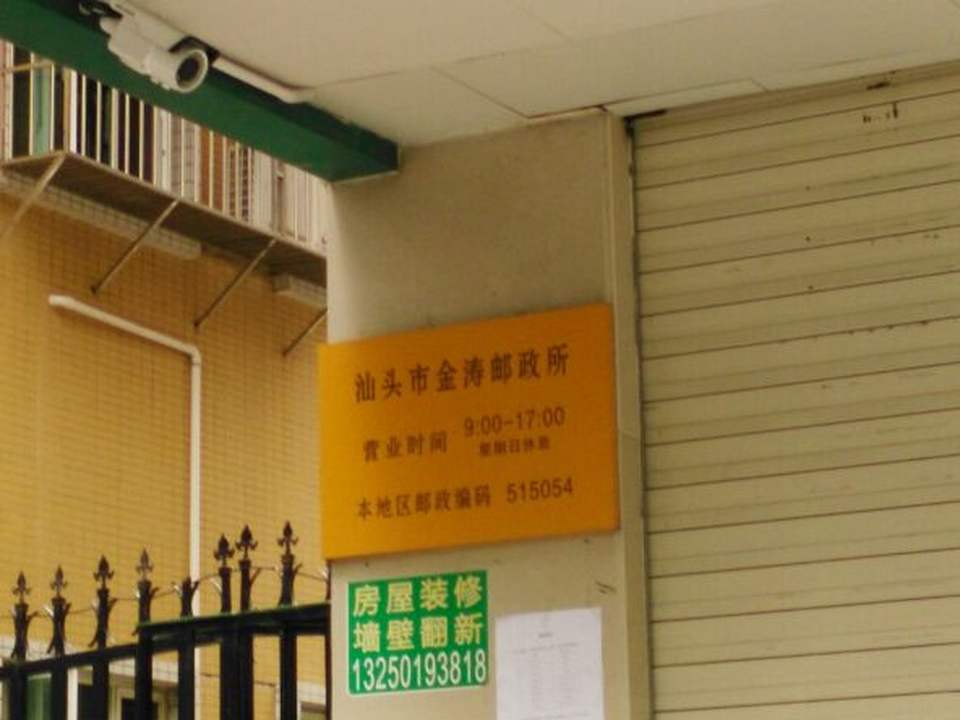 汕头市金涛邮政所
营业时间 9:00-17:00
星期日休息
本地区邮政编码 515054
房屋装修
墙壁翻新
13250193818